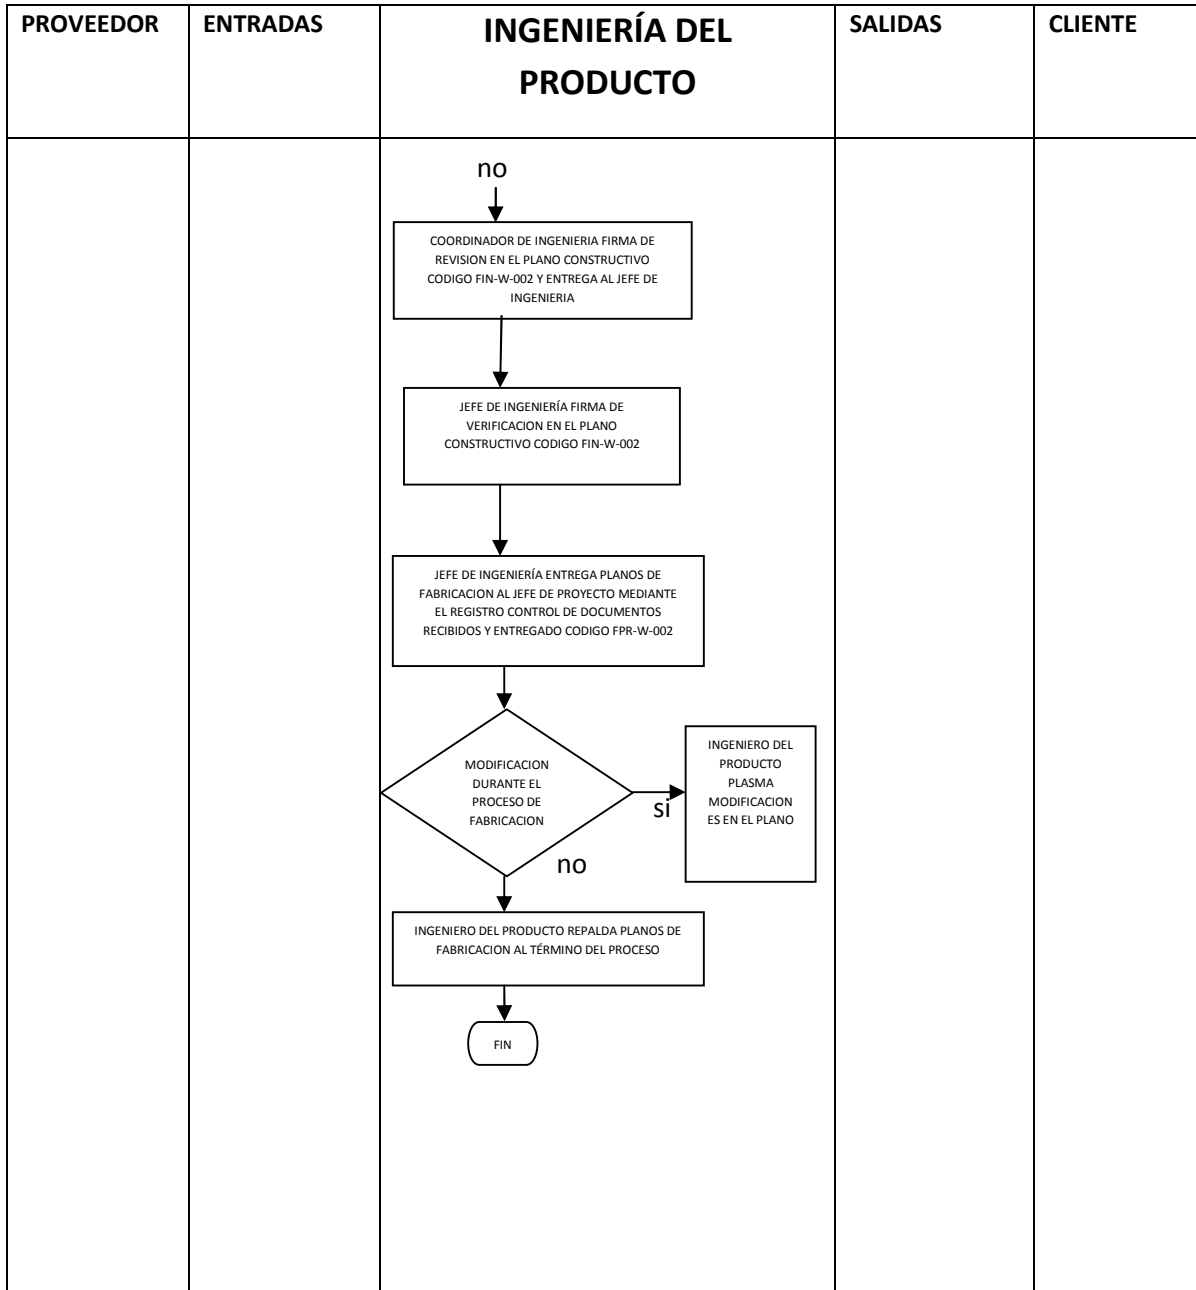 PROVEEDOR
ENTRADAS
INGENIERÍA DEL
PRODUCTO
SALIDAS
CLIENTE
no
COORDINADOR DE INGENIERIA FIRMA DE
REVISION EN EL PLANO CONSTRUCTIVO
CODIGO FIN-W-002 Y ENTREGA AL JEFE DE
INGENIERIA
JEFE DE INGENIERÍA FIRMA DE
VERIFICACION EN EL PLANO
CONSTRUCTIVO CODIGO FIN-W-002
JEFE DE INGENIERÍA ENTREGA PLANOS DE
FABRICACION AL JEFE DE PROYECTO MEDIANTE
EL REGISTRO CONTROL DE DOCUMENTOS
RECIBIDOS Y ENTREGADO CODIGO FPR-W-002
MODIFICACION
DURANTE EL
PROCESO DE
FABRICACION
si
INGENIERO DEL
PRODUCTO
PLASMA
MODIFICACION
ES EN EL PLANO
no
INGENIERO DEL PRODUCTO REPALDA PLANOS DE
FABRICACION AL TÉRMINO DEL PROCESO
FIN